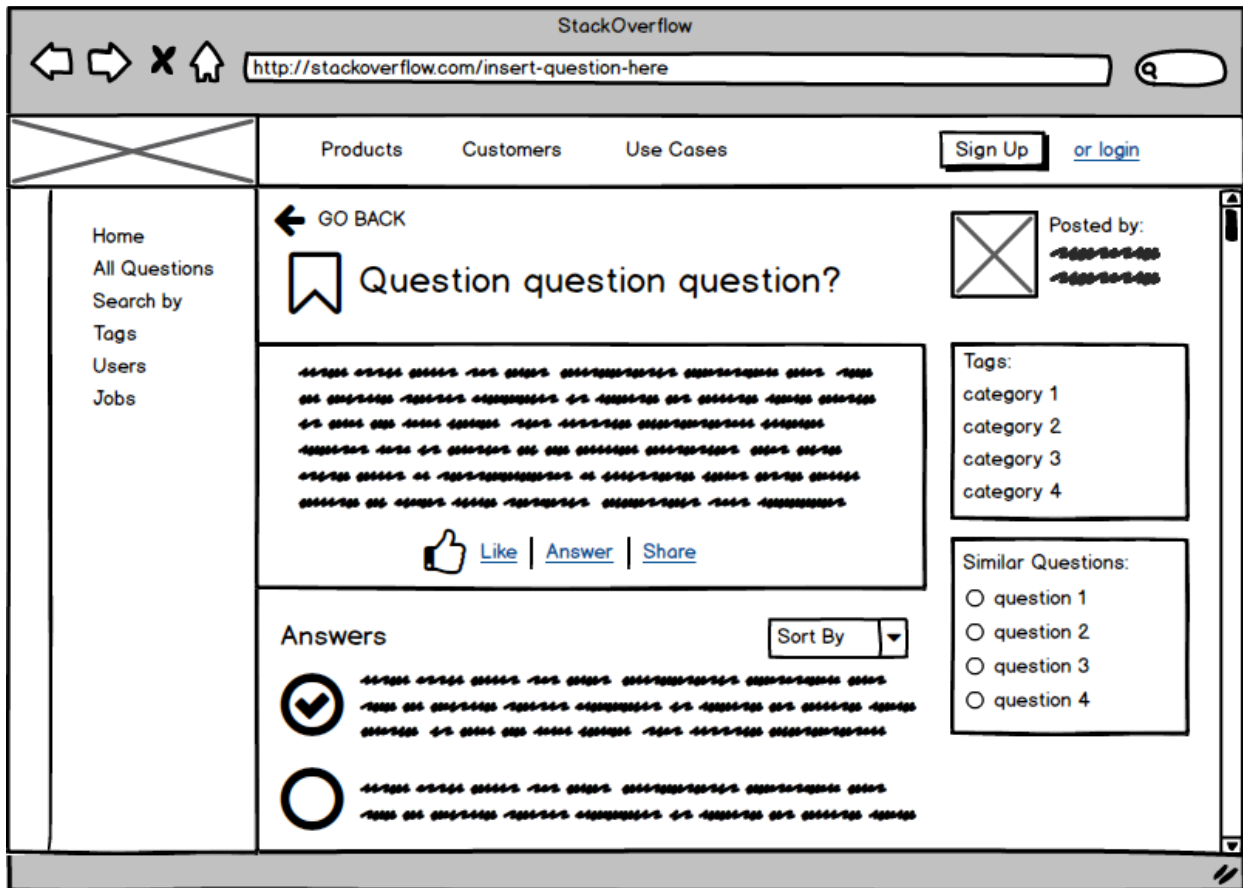 StackOverflow
http://stackoverflow.com/insert-question-here
Products Customers Use Cases Sign Up or login
Home
All Questions
Search by
Tags
Users
Jobs
GO BACK
Question question question?
Posted by:
Like | Answer | Share
Answers
Sort By
Tags:
category 1
category 2
category 3
category 4
Similar Questions:
question 1
question 2
question 3
question 4